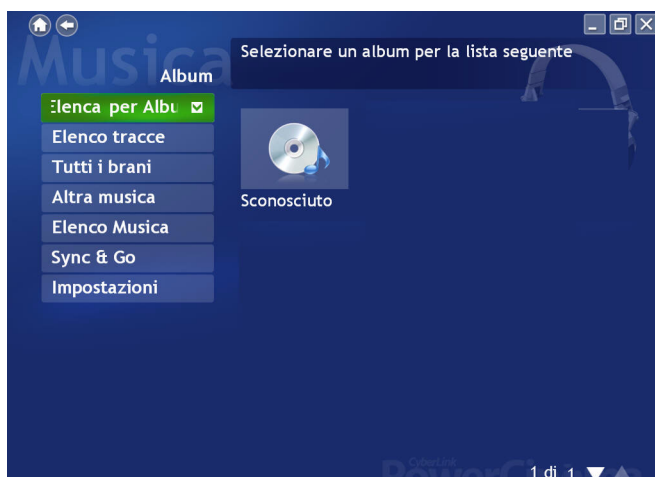 Musica
Album
Selezionare un album per la lista seguente
Elenca per Albu
Elenco tracce
Tutti i brani
Altra musica
Elenco Musica
Sync & Go
Impostazioni
Sconosciuto
CyberLink
1 di 1